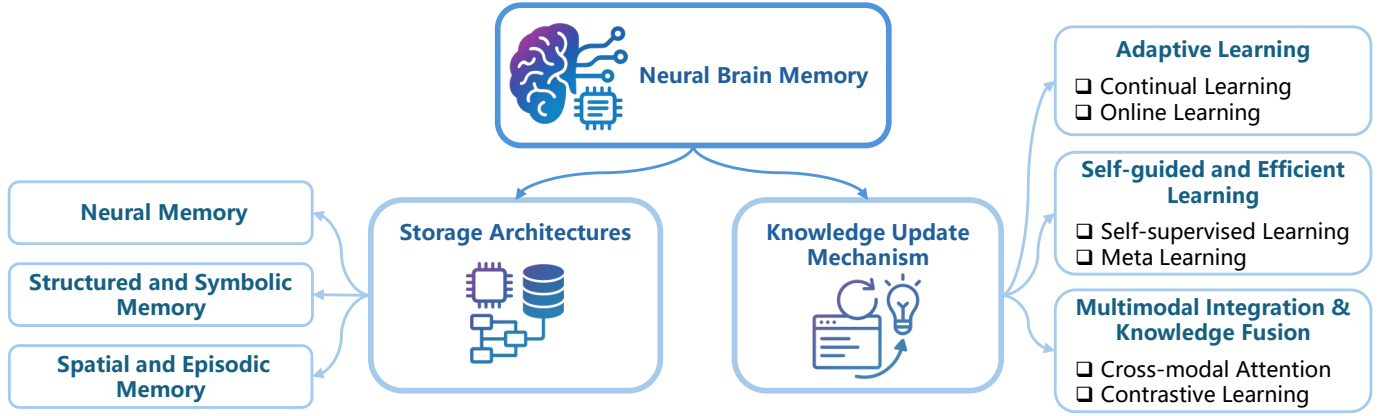 Neural Brain Memory
Neural Memory
Structured and Symbolic
Memory
Spatial and Episodic
Memory
Storage Architectures
Knowledge Update
Mechanism
Adaptive Learning
❑ Continual Learning
❑ Online Learning
Self-guided and Efficient
Learning
❑ Self-supervised Learning
❑ Meta Learning
Multimodal Integration &
Knowledge Fusion
❑ Cross-modal Attention
❑ Contrastive Learning